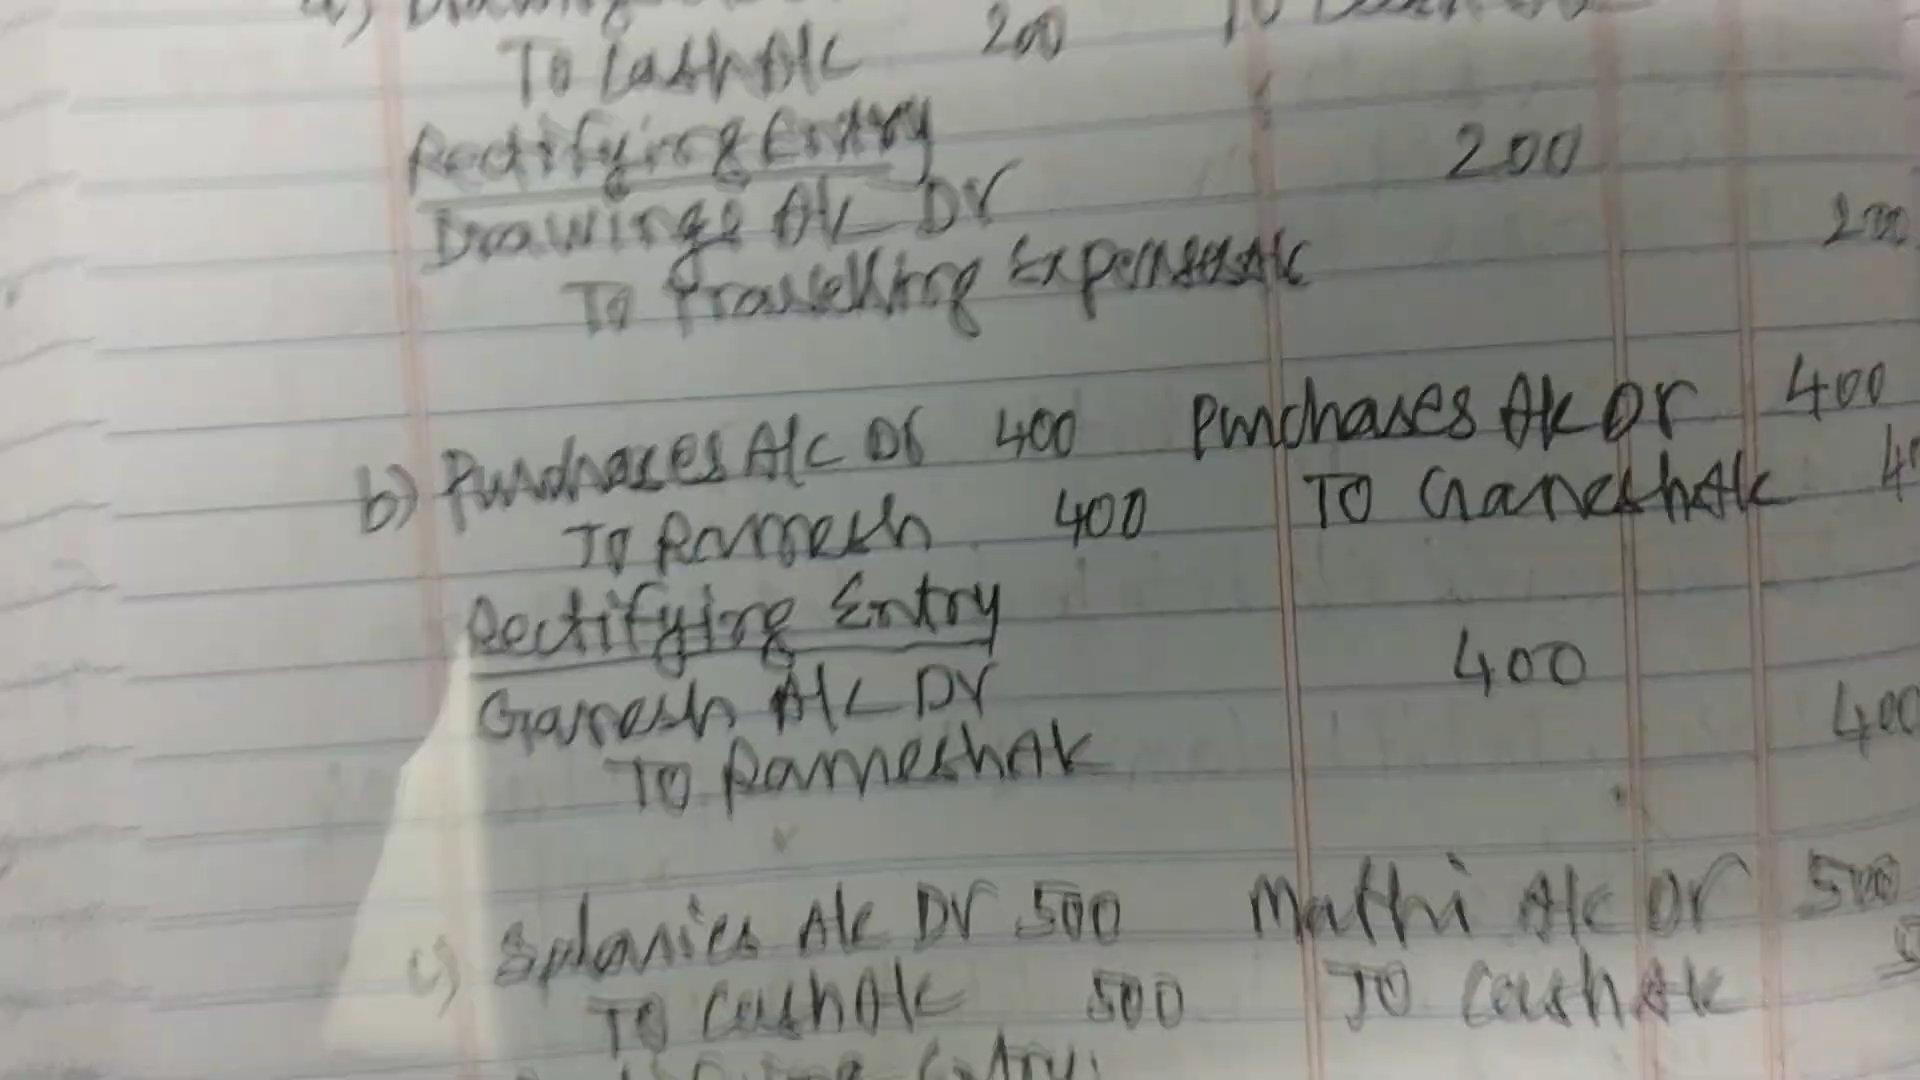 To Cash A/c 200
Rectifying Entry
Drawings A/c Dr 200
To Travelling Expenses A/c 200
b) Purchases A/c Dr 400 Purchases A/c Dr 400
To Ramesh 400 TO Ganesh A/c
Rectifying Entry
Ganesh A/c Dr 400
TO Ramesh A/c 400
c) Salaries A/c Dr 500 Mathi A/c Dr 500
TO Cash A/c 500 TO Cash A/c